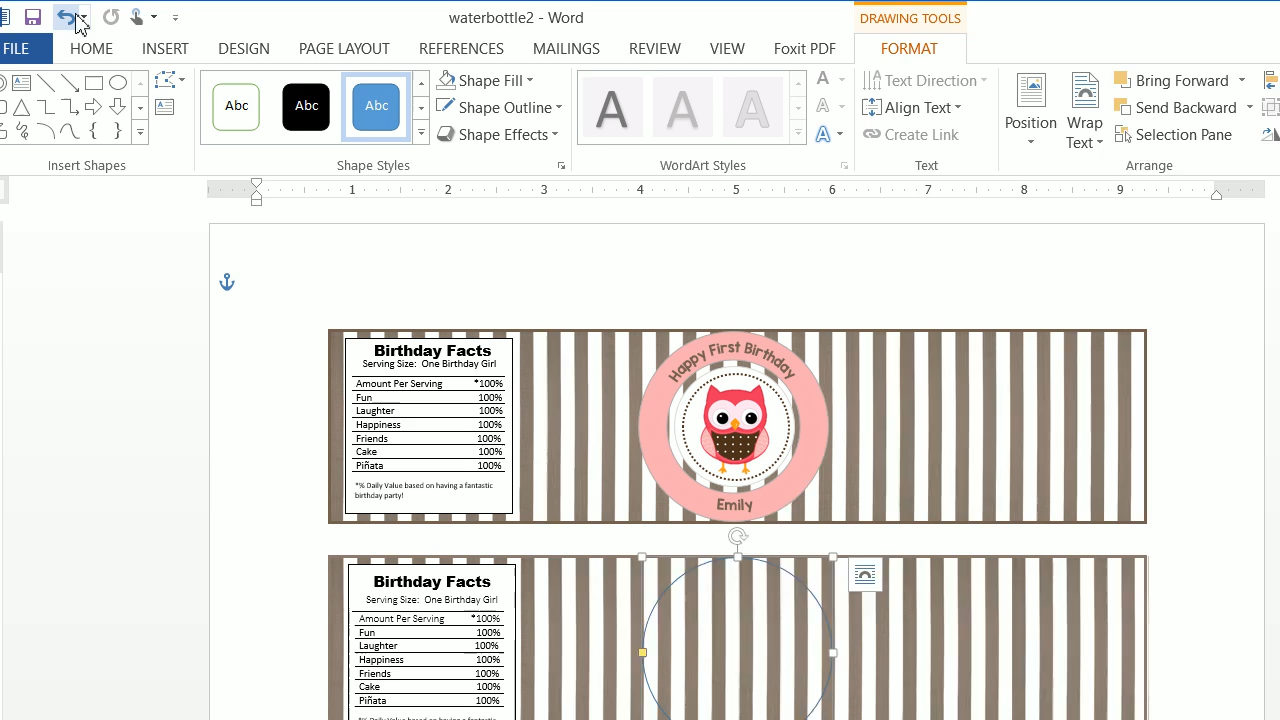 waterbottle2 - Word
DRAWING TOOLS
FILE HOME INSERT DESIGN PAGE LAYOUT REFERENCES MAILINGS REVIEW VIEW Foxit PDF FORMAT
Abc Abc Abc
Shape Fill
Shape Outline
Shape Effects
A A A
A
A
A
Text Direction
Align Text
Create Link
Position
Wrap
Text
Bring Forward
Send Backward
Selection Pane
Insert Shapes Shape Styles WordArt Styles Text Arrange
1 2 3 4 5 6 7 8 9
Birthday Facts
Serving Size: One Birthday Girl
Amount Per Serving *100%
Fun 100%
Laughter 100%
Happiness 100%
Friends 100%
Cake 100%
Piñata 100%
*% Daily Value based on having a fantastic
birthday party!
Happy First Birthday
Emily
Birthday Facts
Serving Size: One Birthday Girl
Amount Per Serving *100%
Fun 100%
Laughter 100%
Happiness 100%
Friends 100%
Cake 100%
Piñata 100%